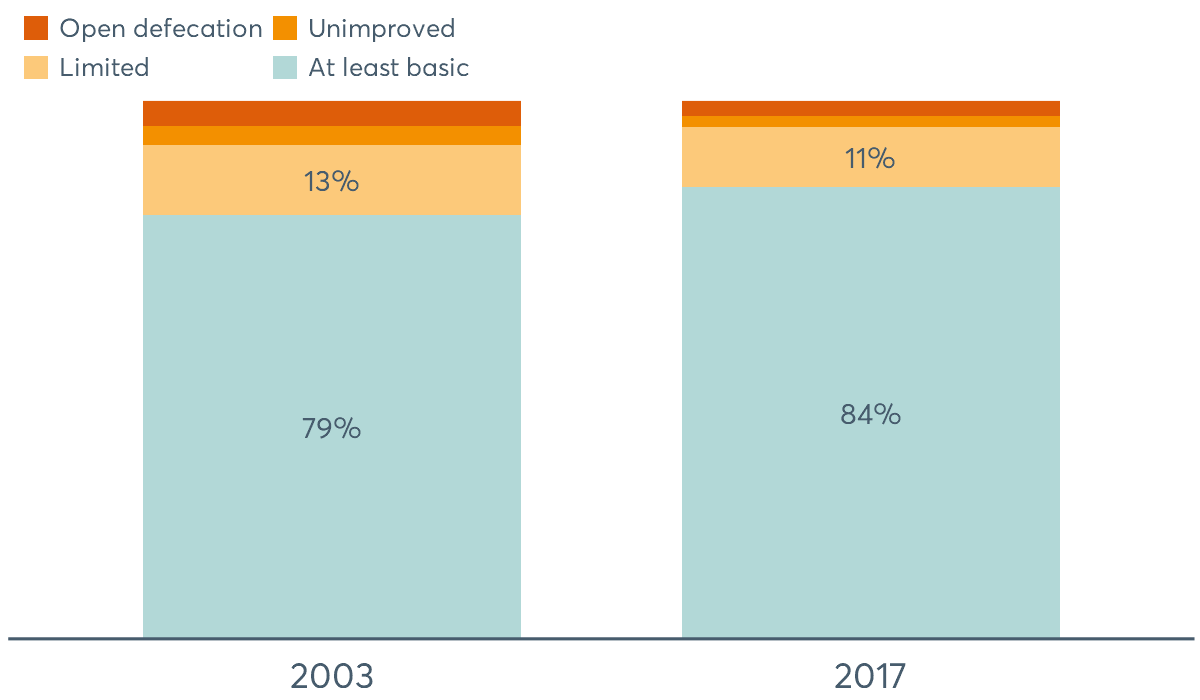 Open defecation Unimproved
Limited At least basic
13%
11%
79%
84%
2003 2017